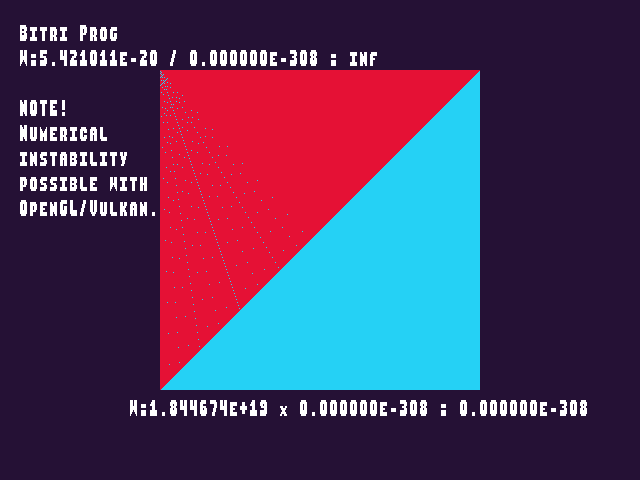 Bitri Prog
W:5.421011e-20 / 0.000000e-308 : inf
NOTE!
Numerical
instability
possible with
OpenGL/Vulkan.
W:1.844674e+19 x 0.000000e-308 : 0.000000e-308